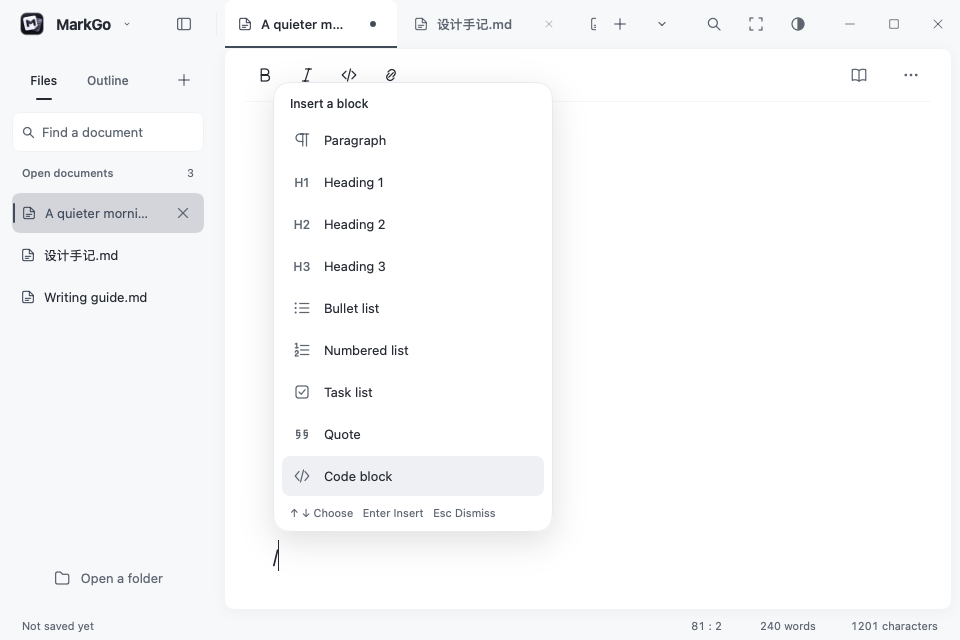 MarkGo
A quieter m...
设计手记.md
Files
Outline
Find a document
Open documents
3
A quieter morni...
设计手记.md
Writing guide.md
Open a folder
Not saved yet
B I
Insert a block
Paragraph
H1 Heading 1
H2 Heading 2
H3 Heading 3
Bullet list
Numbered list
Task list
Quote
Code block
↑ ↓ Choose Enter Insert Esc Dismiss
/
81 : 2
240 words
1201 characters